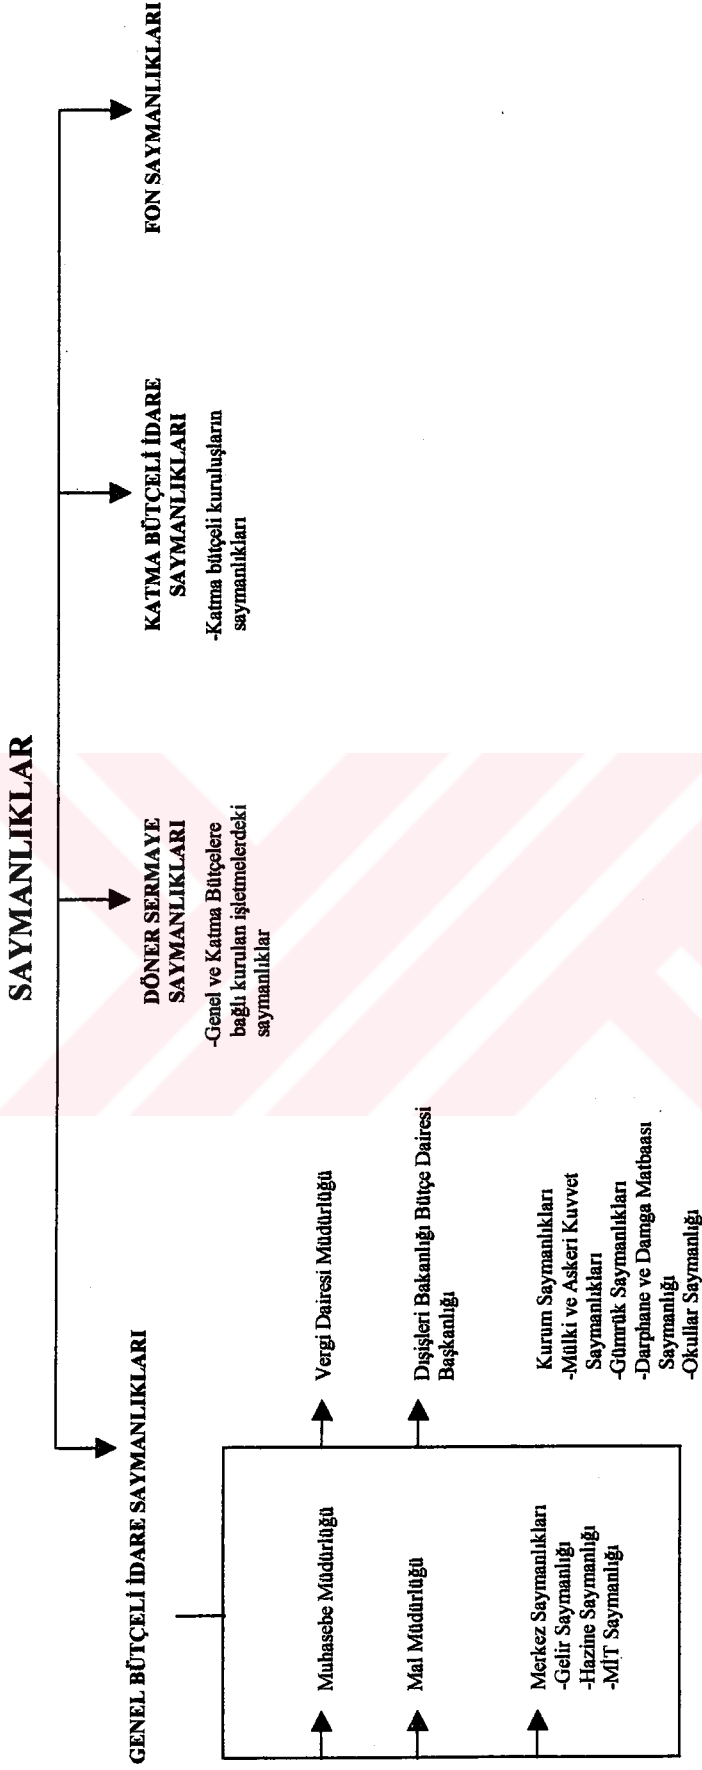 SAYMANLIKLAR
GENEL BÜTÇELİ İDARE SAYMANLIKLARI
Muhasebe Müdürlüğü
Mal Müdürlüğü
Merkez Saymanlıkları
-Gelir Saymanlığı
-Hazine Saymanlığı
-MİT Saymanlığı
Vergi Dairesi Müdürlüğü
Dışişleri Bakanlığı Bütçe Dairesi
Başkanlığı
Kurum Saymanlıkları
-Mülki ve Askeri Kuvvet
Saymanlıkları
-Gümrük Saymanlıkları
-Darphane ve Damga Matbaası
Saymanlığı
-Okullar Saymanlığı
DÖNER SERMAYE
SAYMANLIKLARI
-Genel ve Katma Bütçelere
bağlı kurulan işletmelerdeki
saymanlıklar
KATMA BÜTÇELİ İDARE
SAYMANLIKLARI
-Katma bütçeli kuruluşların
saymanlıkları
FON SAYMANLIKLARI